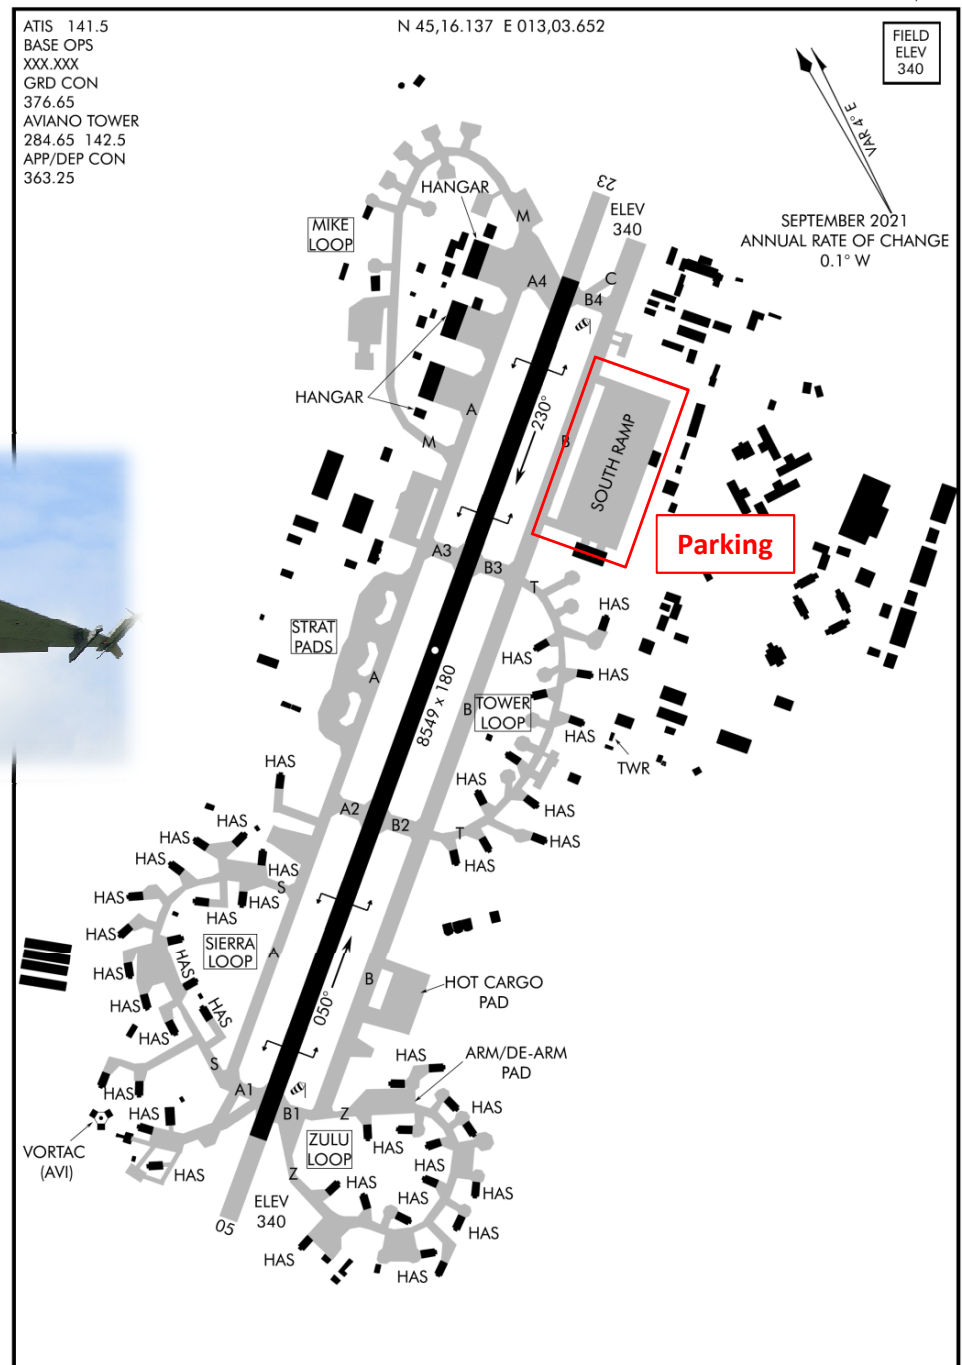 ATIS 141.5
BASE OPS
XXX.XXX
GRD CON
376.65
AVIANO TOWER
284.65 142.5
APP/DEP CON
363.25
N 45,16.137 E 013,03.652
FIELD
ELEV
340
VAR 4° E
SEPTEMBER 2021
ANNUAL RATE OF CHANGE
0.1° W
HANGAR
M
MIKE
LOOP
23
ELEV
340
A4
C
B4
HANGAR
A
M
230°
B
SOUTH RAMP
Parking
A3
B3
T
HAS
STRAT
PADS
HAS
HAS
A
B
TOWER
LOOP
8549 x 180
HAS
TWR
HAS
HAS
A2
B2
T
HAS
HAS
HAS
HAS
HAS
S
HAS
HAS
HAS
HAS
HAS
SIERRA
LOOP
A
HAS
HAS
B
HOT CARGO
PAD
050°
HAS
HAS
HAS
S
HAS
ARM/DE-ARM
PAD
A1
HAS
HAS
B1
Z
HAS
VORTAC
(AVI)
HAS
ZULU
LOOP
HAS
HAS
Z
HAS
HAS
HAS
05
ELEV
340
HAS
HAS
HAS